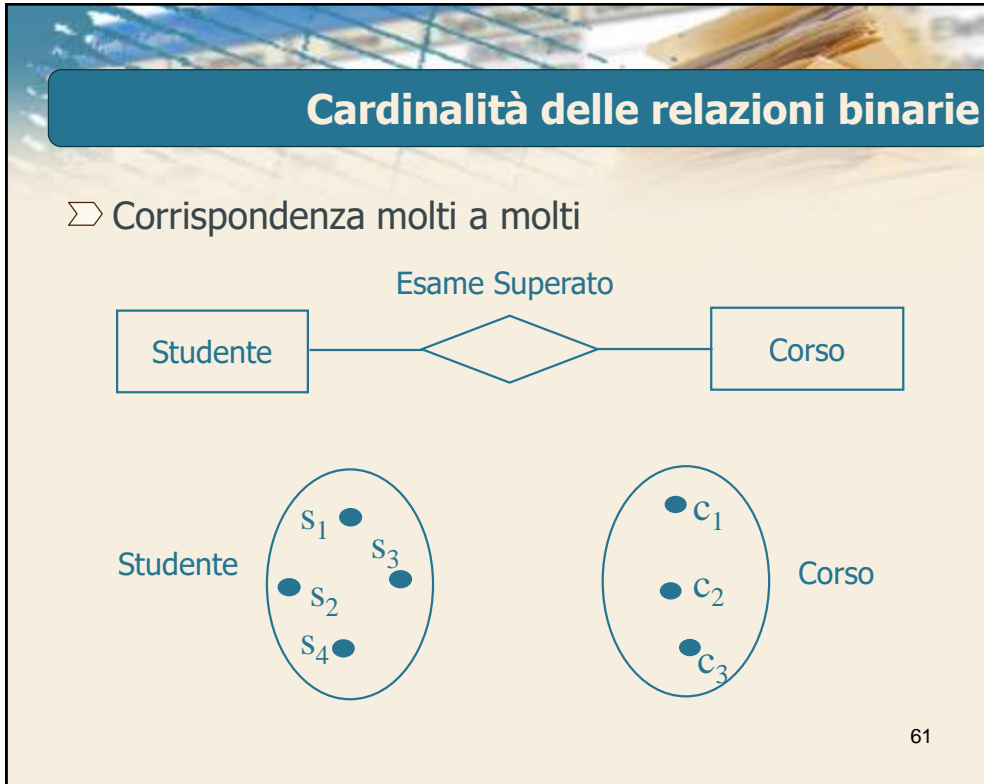 Cardinalità delle relazioni binarie
Corrispondenza molti a molti
Esame Superato
Studente
Corso
s₁
s₃
s₂
s₄
Studente
c₁
c₂
c₃
Corso
61